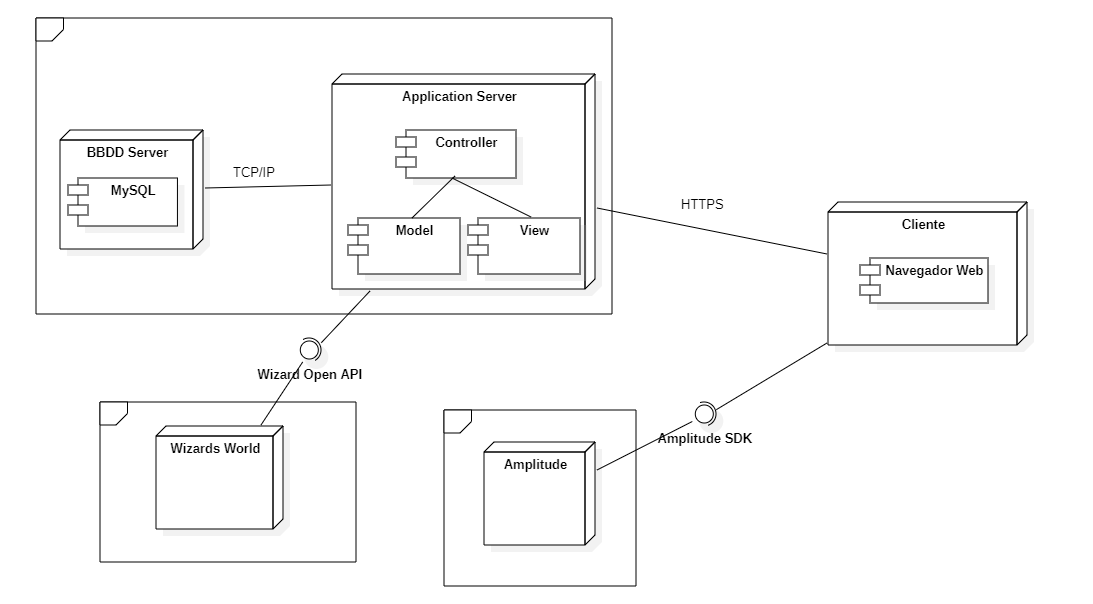 Application Server
Controller
BBDD Server
TCP/IP
MySQL
HTTPS
Model
View
Cliente
Navegador Web
Wizard Open API
Wizards World
Amplitude SDK
Amplitude